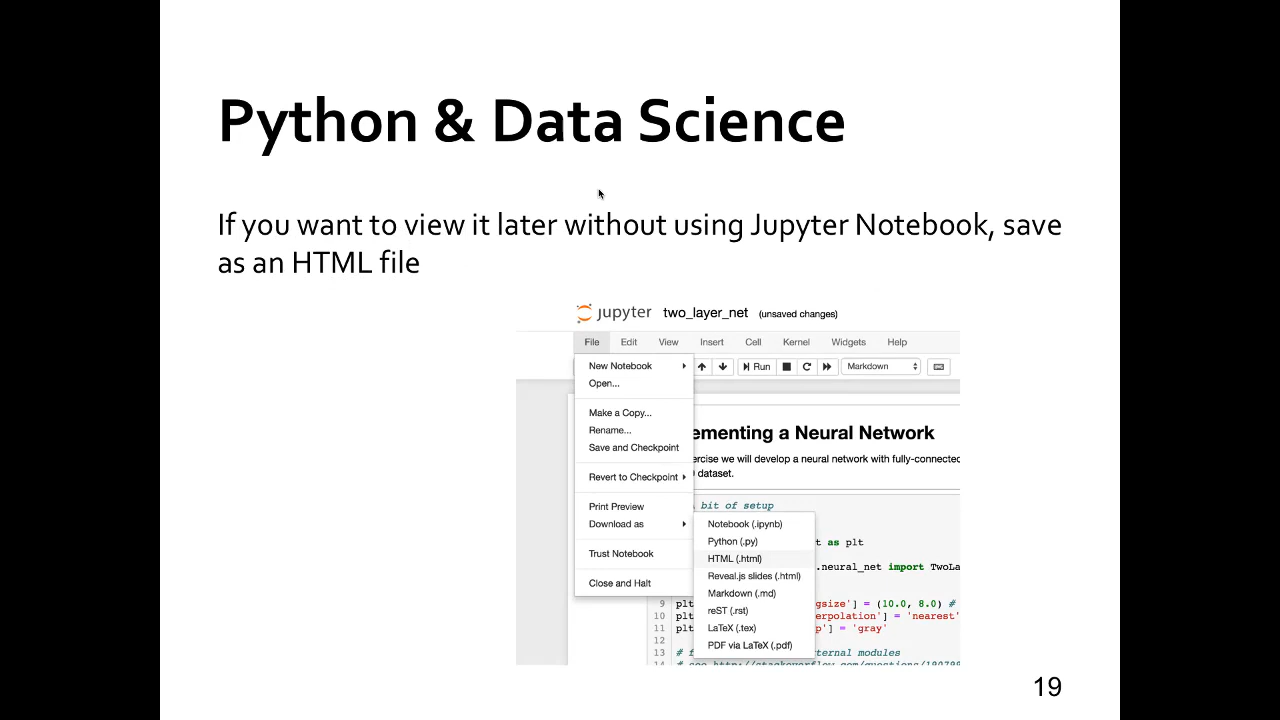 Python & Data Science
If you want to view it later without using Jupyter Notebook, save
as an HTML file
jupyter two_layer_net (unsaved changes)
File Edit View Insert Cell Kernel Widgets Help
New Notebook
Run
Markdown
Open...
Make a Copy...
Rename...
Save and Checkpoint
Revert to Checkpoint
Print Preview
Download as
Trust Notebook
Close and Halt
ementing a Neural Network
ercise we will develop a neural network with fully-connected
dataset.
bit of setup
Notebook (.ipynb)
Python (.py)
HTML (.html)
Reveal.js slides (.html)
Markdown (.md)
reST (.rst)
LaTeX (.tex)
PDF via LaTeX (.pdf)
t as plt
.neural_net import TwoLa
9 plt gsize'] = (10.0, 8.0) #
10 plt erpolation'] = 'nearest'
11 plt p'] = 'gray'
12
13 # f ternal modules
19